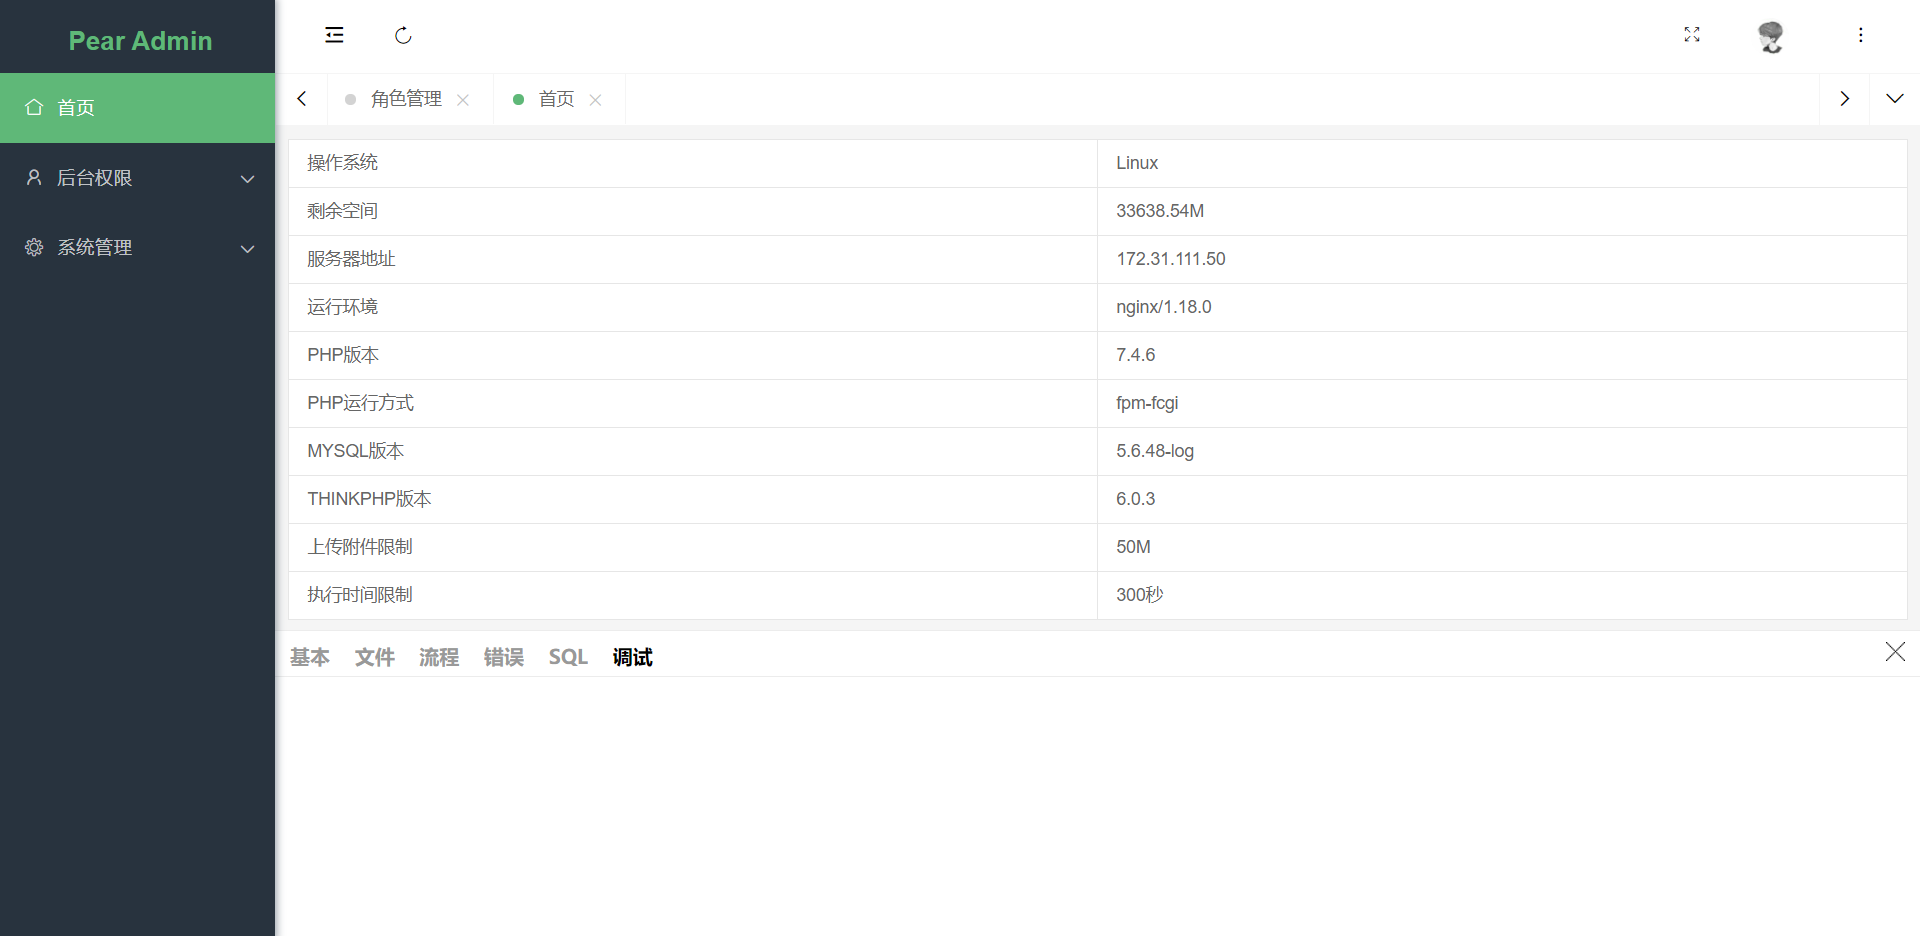 Pear Admin
首页
后台权限
系统管理
角色管理
首页
操作系统 Linux
剩余空间 33638.54M
服务器地址 172.31.111.50
运行环境 nginx/1.18.0
PHP版本 7.4.6
PHP运行方式 fpm-fcgi
MYSQL版本 5.6.48-log
THINKPHP版本 6.0.3
上传附件限制 50M
执行时间限制 300秒
基本 文件 流程 错误 SQL 调试